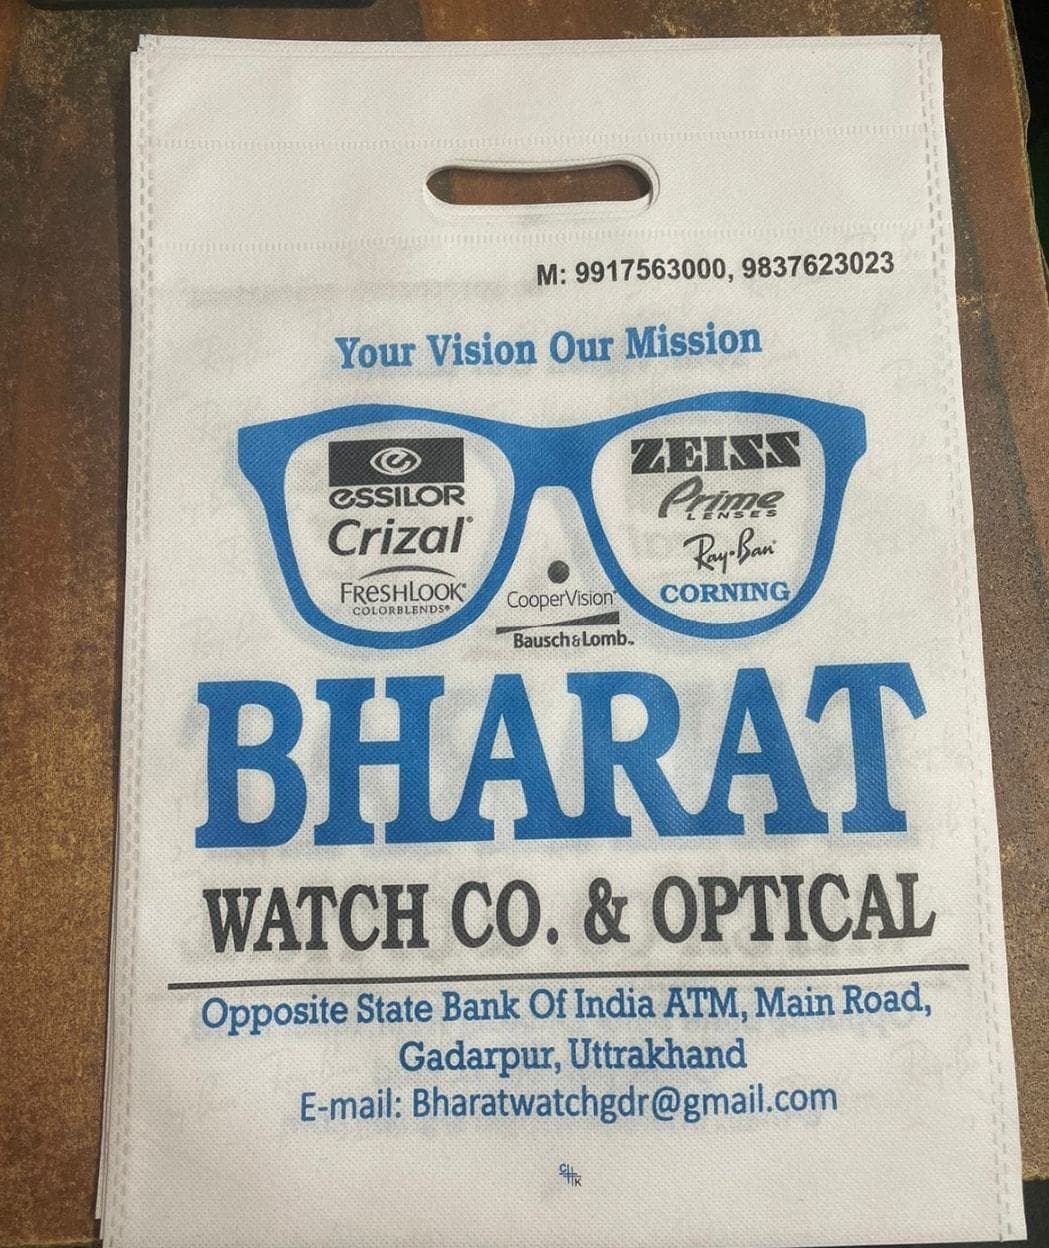 M: 9917563000, 9837623023
Your Vision Our Mission
essilor
Crizal®
FRESHLOOK®
COLORBLENDS®
CooperVision®
Bausch & Lomb™
ZEISS
Prime
LENSES
Ray-Ban®
CORNING
BHARAT
WATCH CO. & OPTICAL
Opposite State Bank Of India ATM, Main Road,
Gadarpur, Uttrakhand
E-mail: Bharatwatchgdr@gmail.com